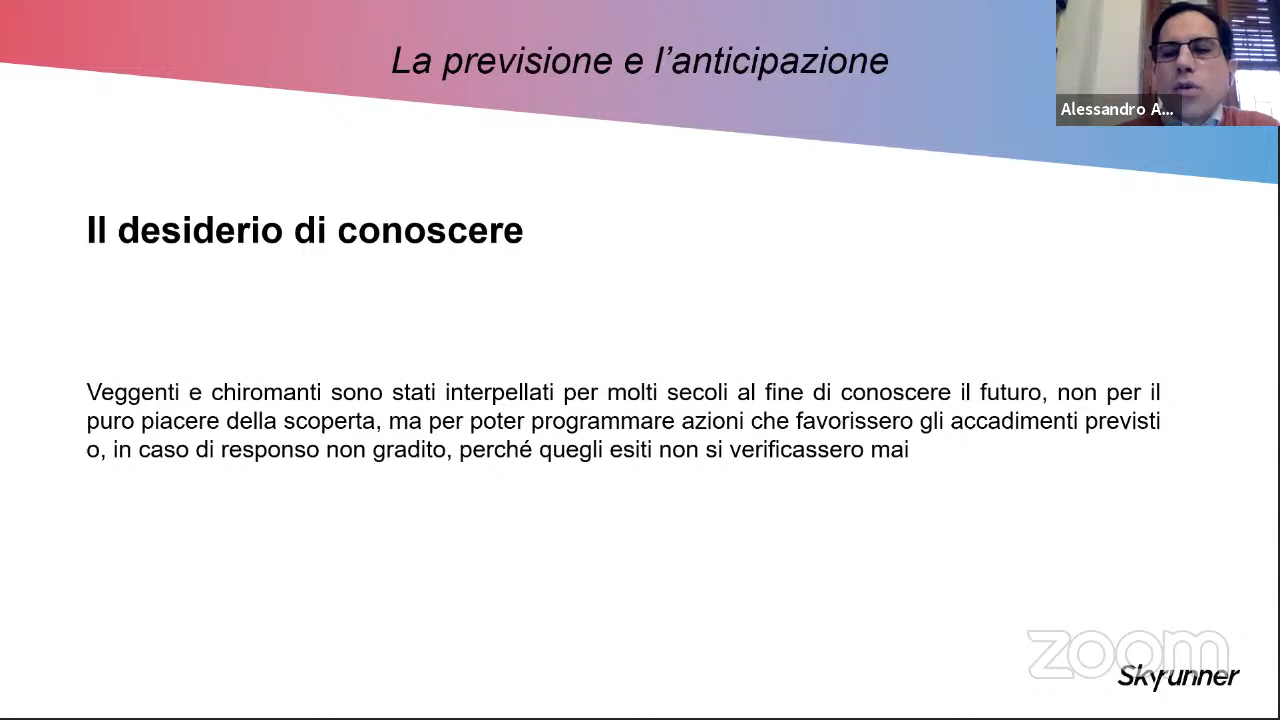 La previsione e l’anticipazione
Alessandro A...
Il desiderio di conoscere
Veggenti e chiromanti sono stati interpellati per molti secoli al fine di conoscere il futuro, non per il
puro piacere della scoperta, ma per poter programmare azioni che favorissero gli accadimenti previsti
o, in caso di responso non gradito, perché quegli esiti non si verificassero mai
zoom
Skyrunner